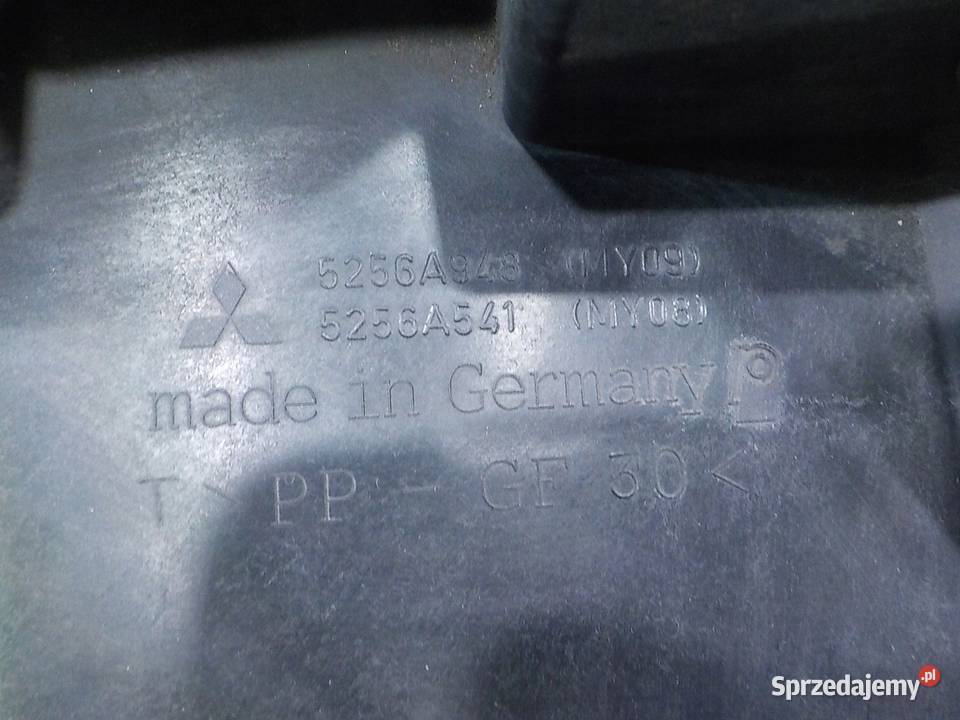 5256A948 (MY09)
5256A541 (MY08)
made in Germany
T >PP - GF 30<
Sprzedajemy.pl